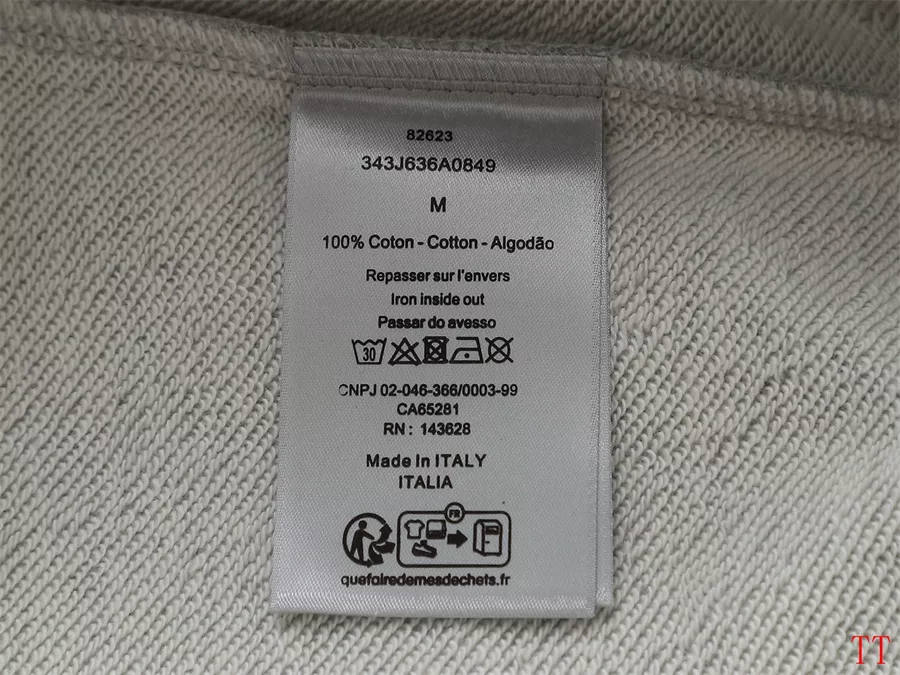 82623
343J636A0849
M
100% Coton - Cotton - Algodão
Repasser sur l'envers
Iron inside out
Passar do avesso
30
CNPJ 02-046-366/0003-99
CA65281
RN : 143628
Made In ITALY
ITALIA
FR
quefairedemesdechets.fr
TT